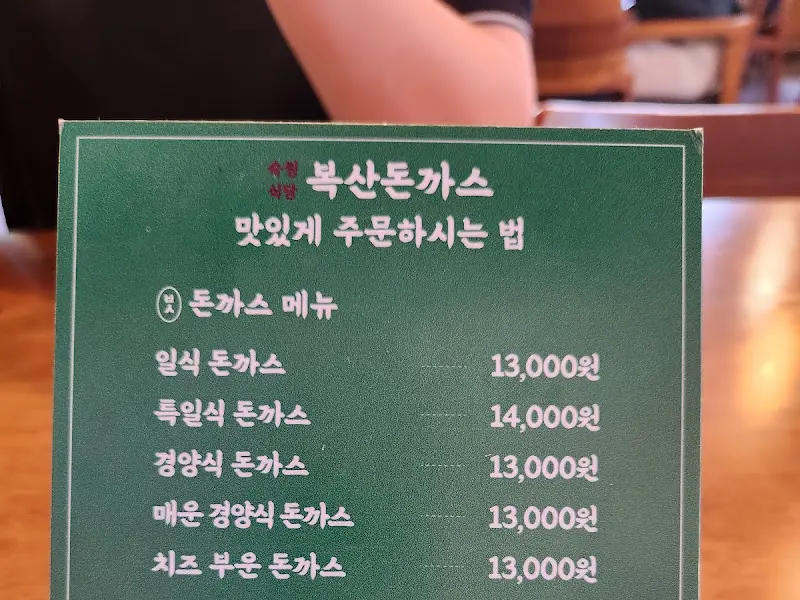 식당 복산돈까스
맛있게 주문하시는 법
돈까스 메뉴
일식 돈까스 13,000원
특일식 돈까스 14,000원
경양식 돈까스 13,000원
매운 경양식 돈까스 13,000원
치즈 부운 돈까스 13,000원